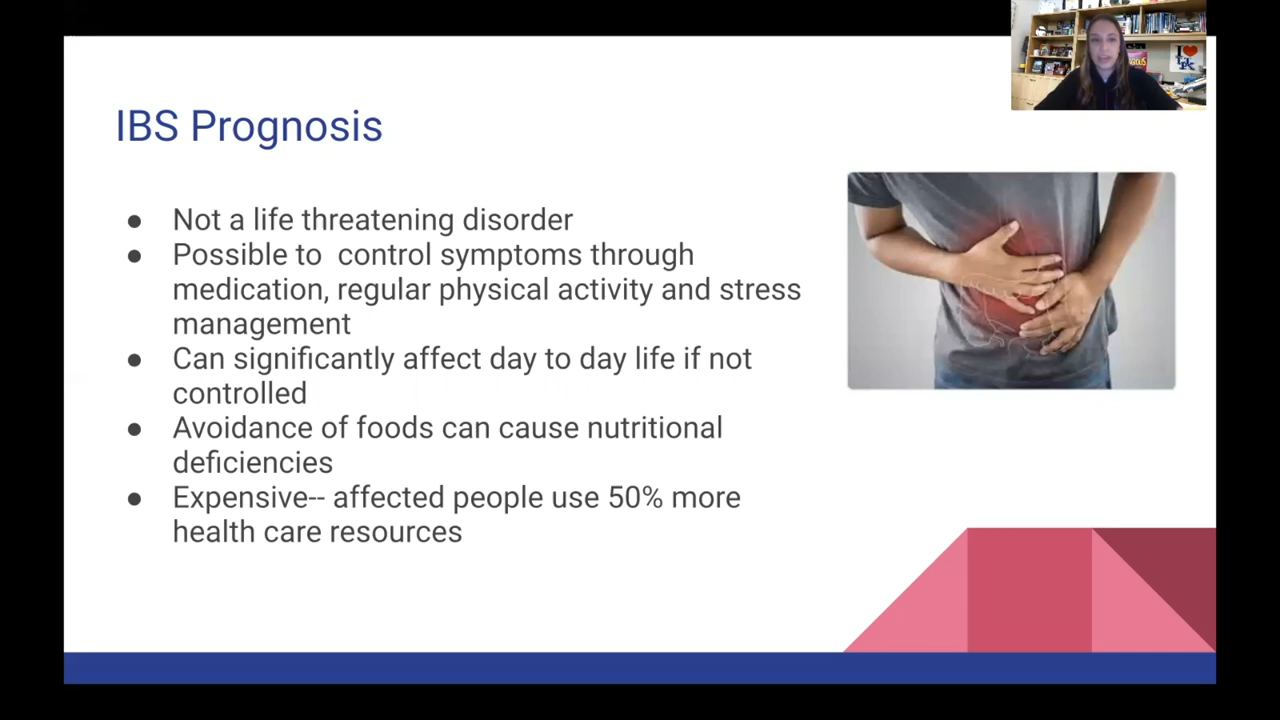 IBS Prognosis
● Not a life threatening disorder
● Possible to  control symptoms through
medication, regular physical activity and stress
management
● Can significantly affect day to day life if not
controlled
● Avoidance of foods can cause nutritional
deficiencies
● Expensive-- affected people use 50% more
health care resources
I
UK